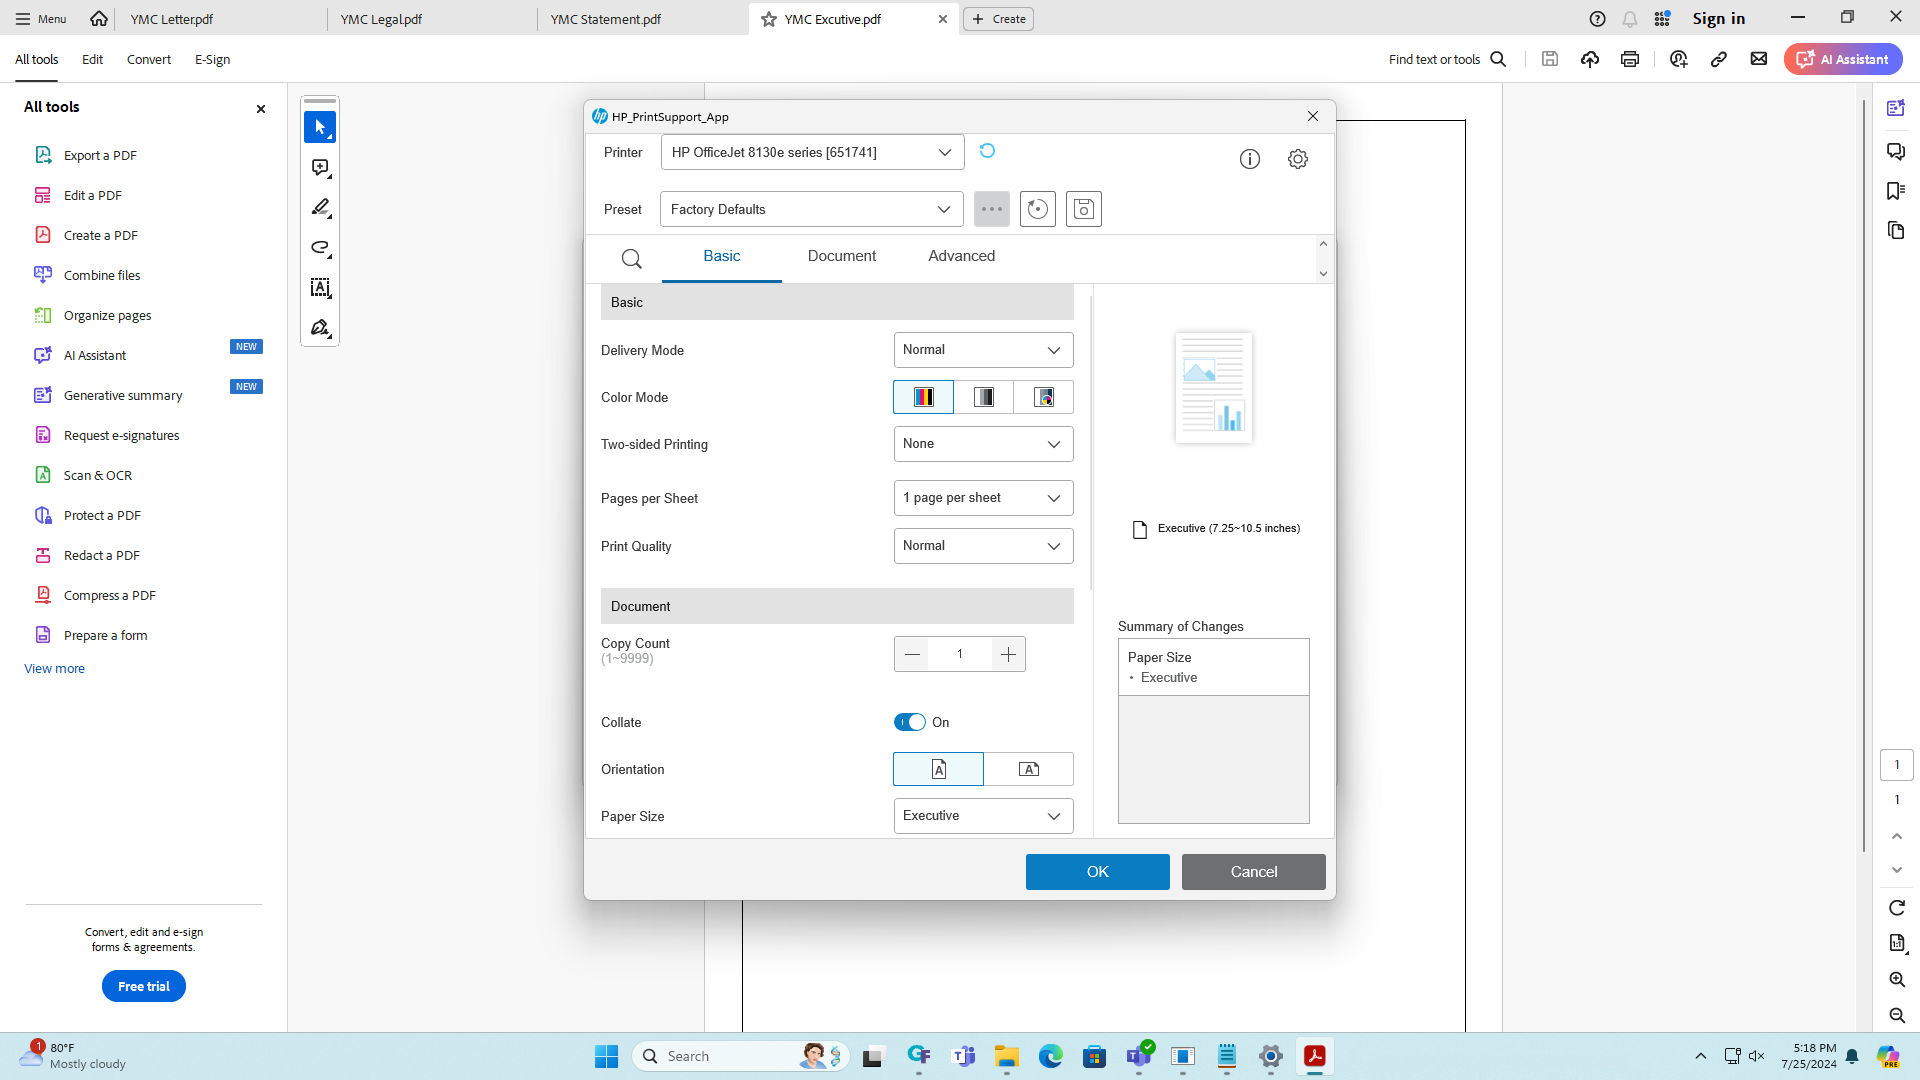 Menu
YMC Letter.pdf
YMC Legal.pdf
YMC Statement.pdf
YMC Excutive.pdf
Create
Sign in
All tools
Edit
Convert
E-Sign
Find text or tools
AI Assistant
All tools
Export a PDF
Edit a PDF
Create a PDF
Combine files
Organize pages
AI Assistant
NEW
Generative summary
NEW
Request e-signatures
Scan & OCR
Protect a PDF
Redact a PDF
Compress a PDF
Prepare a form
View more
Convert, edit and e-sign
forms & agreements.
Free trial
HP_PrintSupport_App
Printer
HP OfficeJet 8130e series [651741]
Preset
Factory Defaults
Basic
Document
Advanced
Basic
Delivery Mode
Normal
Color Mode
Two-sided Printing
None
Pages per Sheet
1 page per sheet
Print Quality
Normal
Document
Copy Count
(1~9999)
1
Collate
On
Orientation
A
A
Paper Size
Executive
Executive (7.25~10.5 inches)
Summary of Changes
Paper Size
• Executive
OK
Cancel
1
1
1:1
1
80°F
Mostly cloudy
Search
PRE
5:18 PM
7/25/2024